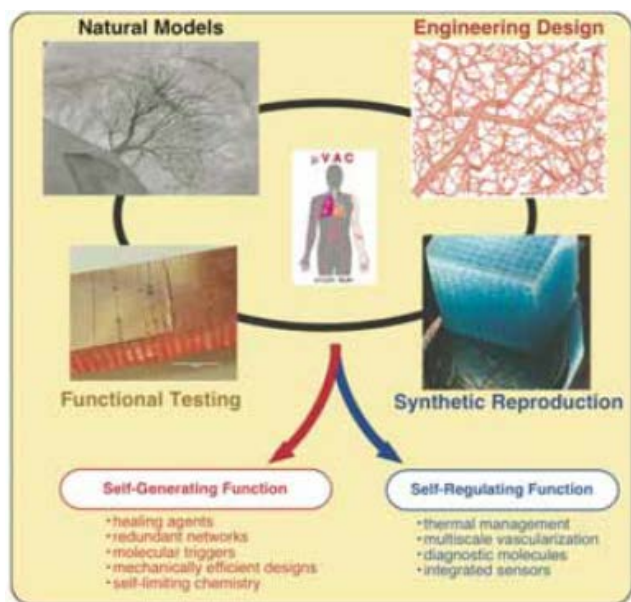 Natural Models
Engineering Design
μVAC
Functional Testing
Synthetic Reproduction
Self-Generating Function
• healing agents
• redundant networks
• molecular triggers
• mechanically efficient designs
• self-limiting chemistry
Self-Regulating Function
• thermal management
• multiscale vascularization
• diagnostic molecules
• integrated sensors